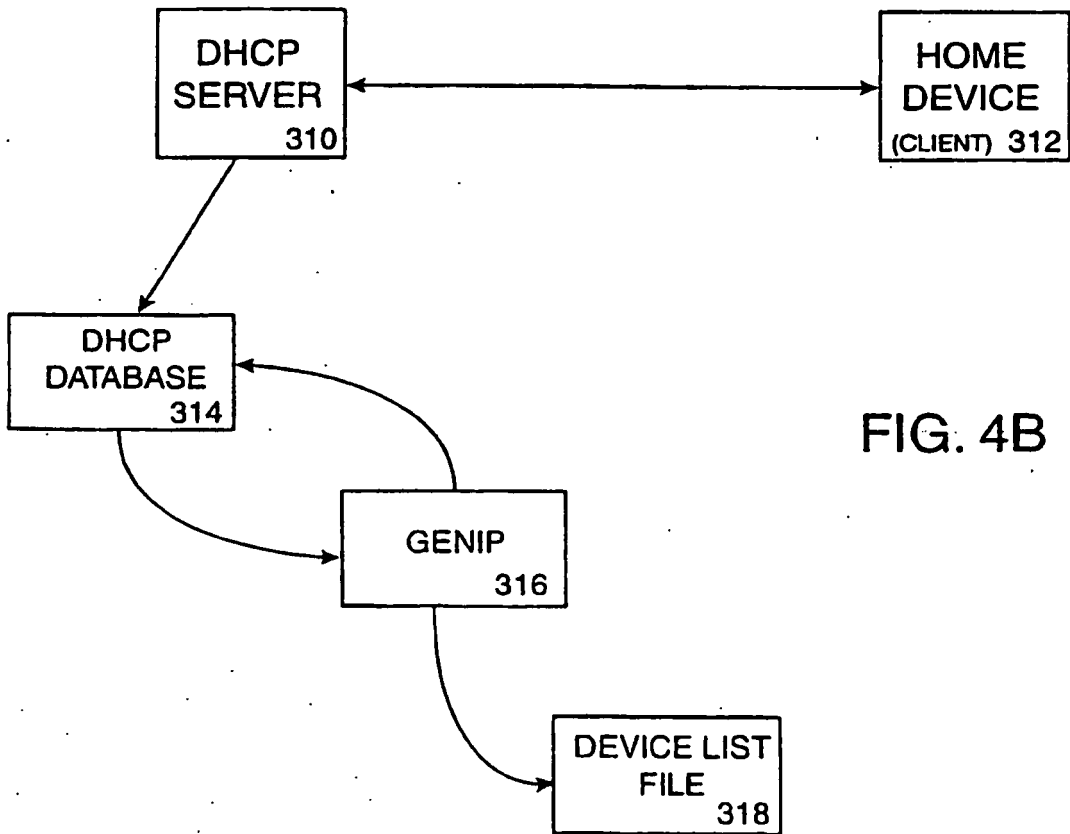 DHCP
SERVER
310
HOME
DEVICE
(CLIENT) 312
DHCP
DATABASE
314
FIG. 4B
GENIP
316
DEVICE LIST
FILE
318